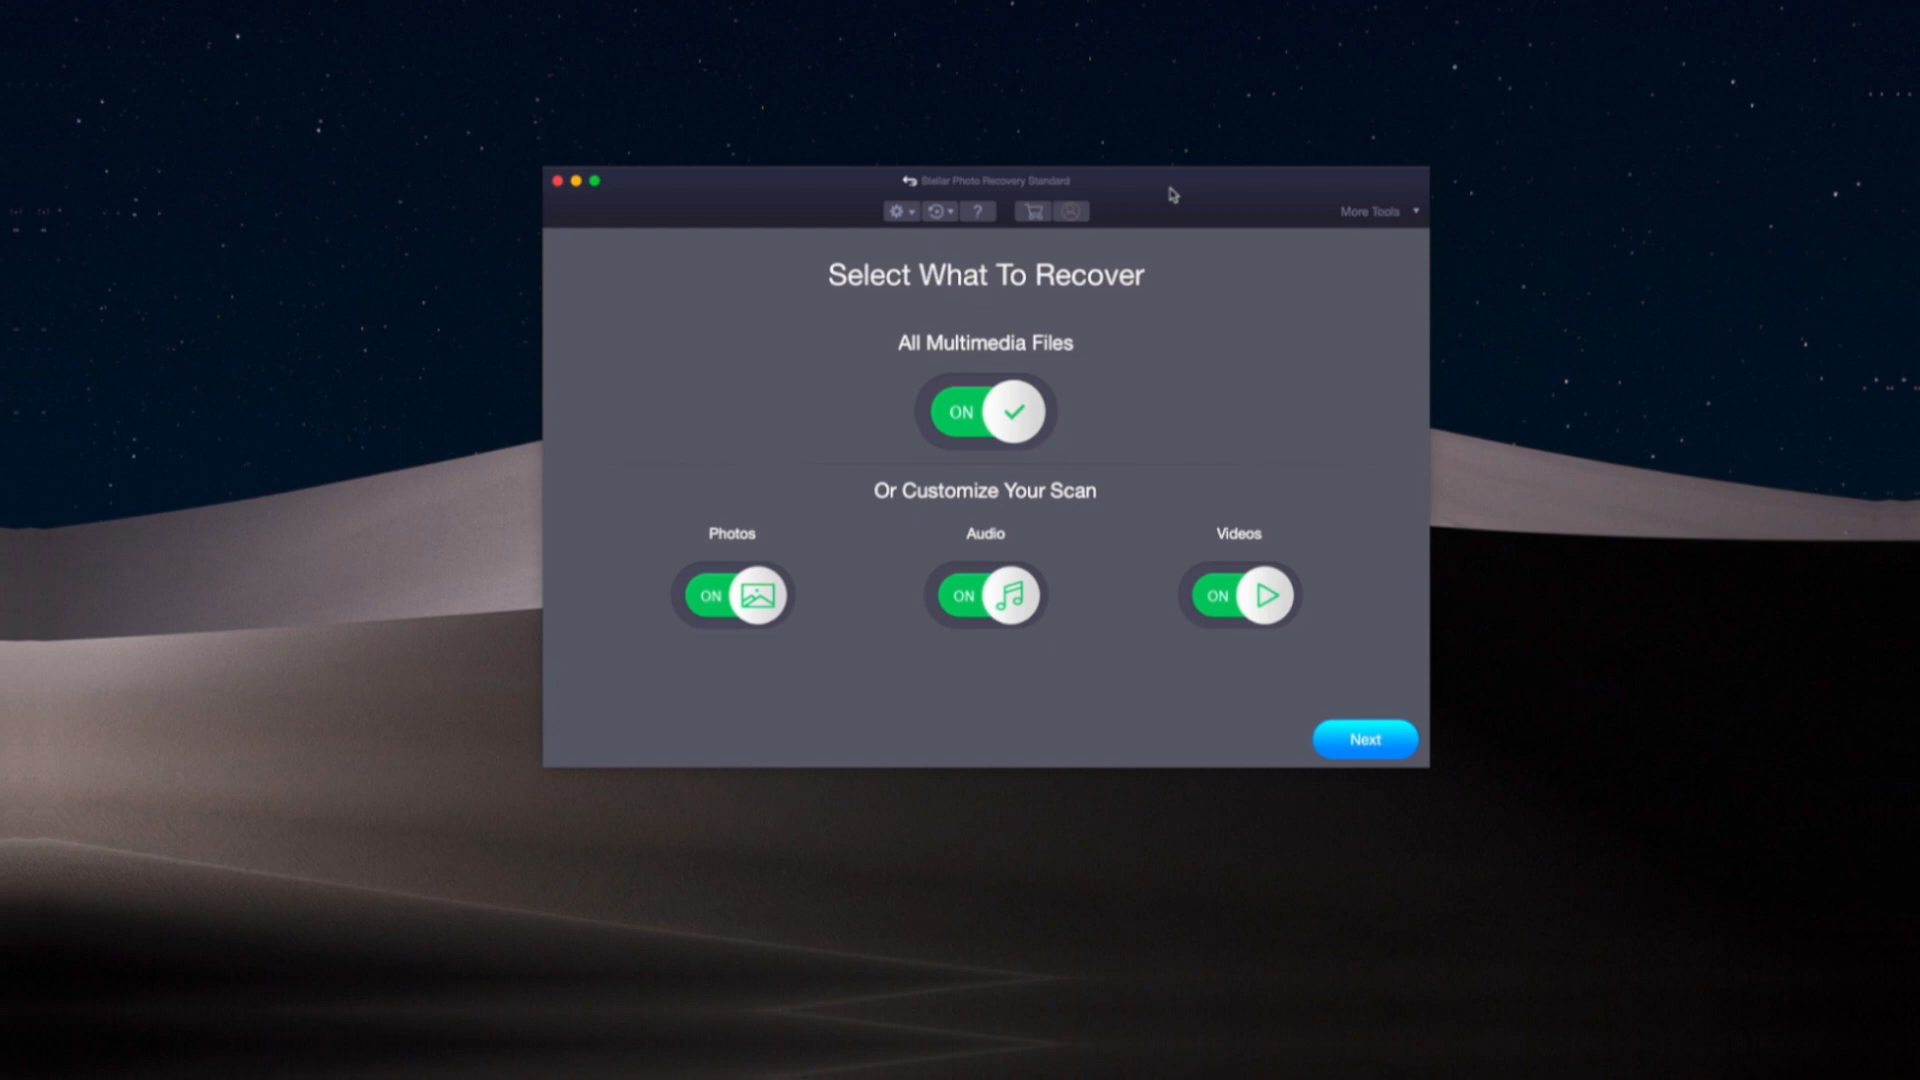 Stellar Photo Recovery Standard
?
More Tools
Select What To Recover
All Multimedia Files
ON
Or Customize Your Scan
Photos Audio Videos
ON ON ON
Next